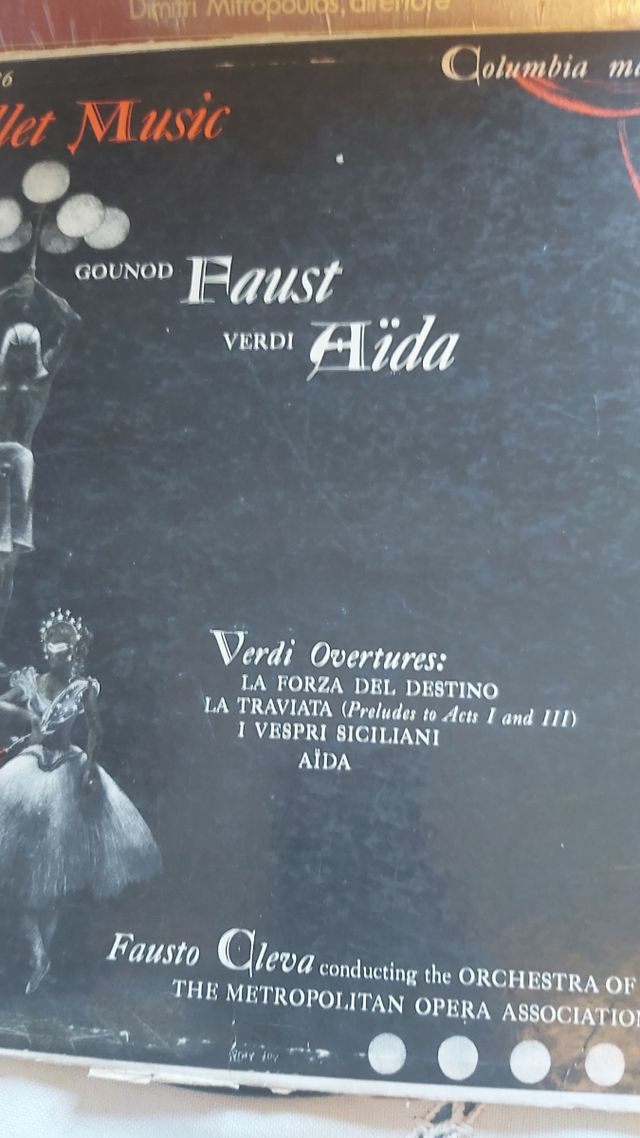 Dimitri Mitropoulos, direttore
Columbia
Music
GOUNOD Faust
VERDI Aïda
Verdi Overtures:
LA FORZA DEL DESTINO
LA TRAVIATA (Preludes to Acts I and III)
I VESPRI SICILIANI
AÏDA
Fausto Cleva conducting the ORCHESTRA OF
THE METROPOLITAN OPERA ASSOCIATION